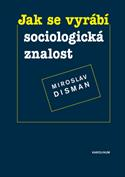 Jak se vyrábí
sociologická
znalost
MIROSLAV
DISMAN
KAROLINUM